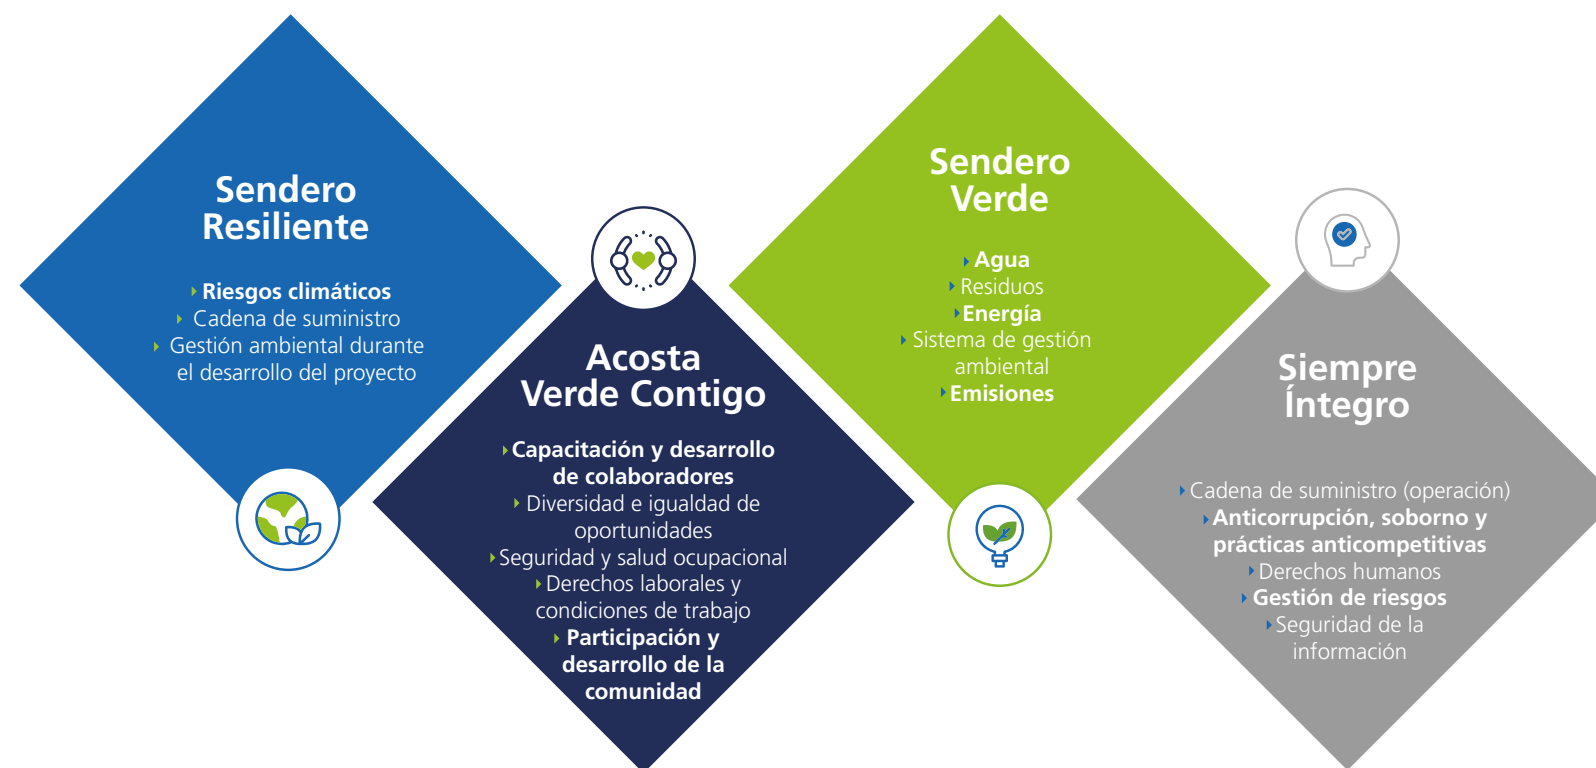 Sendero
Resiliente
Riesgos climáticos
Cadena de suministro
Gestión ambiental durante
el desarrollo del proyecto
Acosta
Verde Contigo
Capacitación y desarrollo
de colaboradores
Diversidad e igualdad de
oportunidades
Seguridad y salud ocupacional
Derechos laborales y
condiciones de trabajo
Participación y
desarrollo de la
comunidad
Sendero
Verde
Agua
Residuos
Energía
Sistema de gestión
ambiental
Emisiones
Siempre
Íntegro
Cadena de suministro (operación)
Anticorrupción, soborno y
prácticas anticompetitivas
Derechos humanos
Gestión de riesgos
Seguridad de la
información